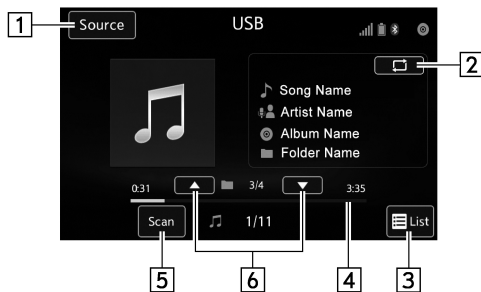 1
Source
USB
2
Song Name
Artist Name
Album Name
Folder Name
0:31
3/4
3:35
Scan
1/11
List
5
6
4
3